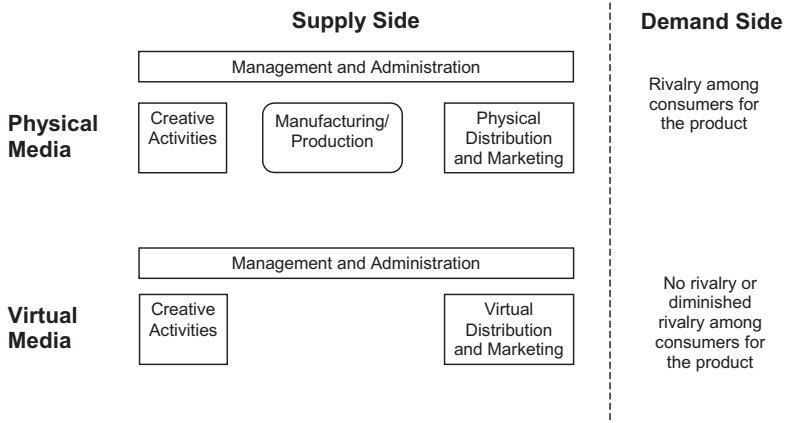 Supply Side
Demand Side
Management and Administration
Physical
Media
Creative
Activities
Manufacturing/
Production
Physical
Distribution
and Marketing
Rivalry among
consumers for
the product
Management and Administration
Virtual
Media
Creative
Activities
Virtual
Distribution
and Marketing
No rivalry or
diminished
rivalry among
consumers for
the product